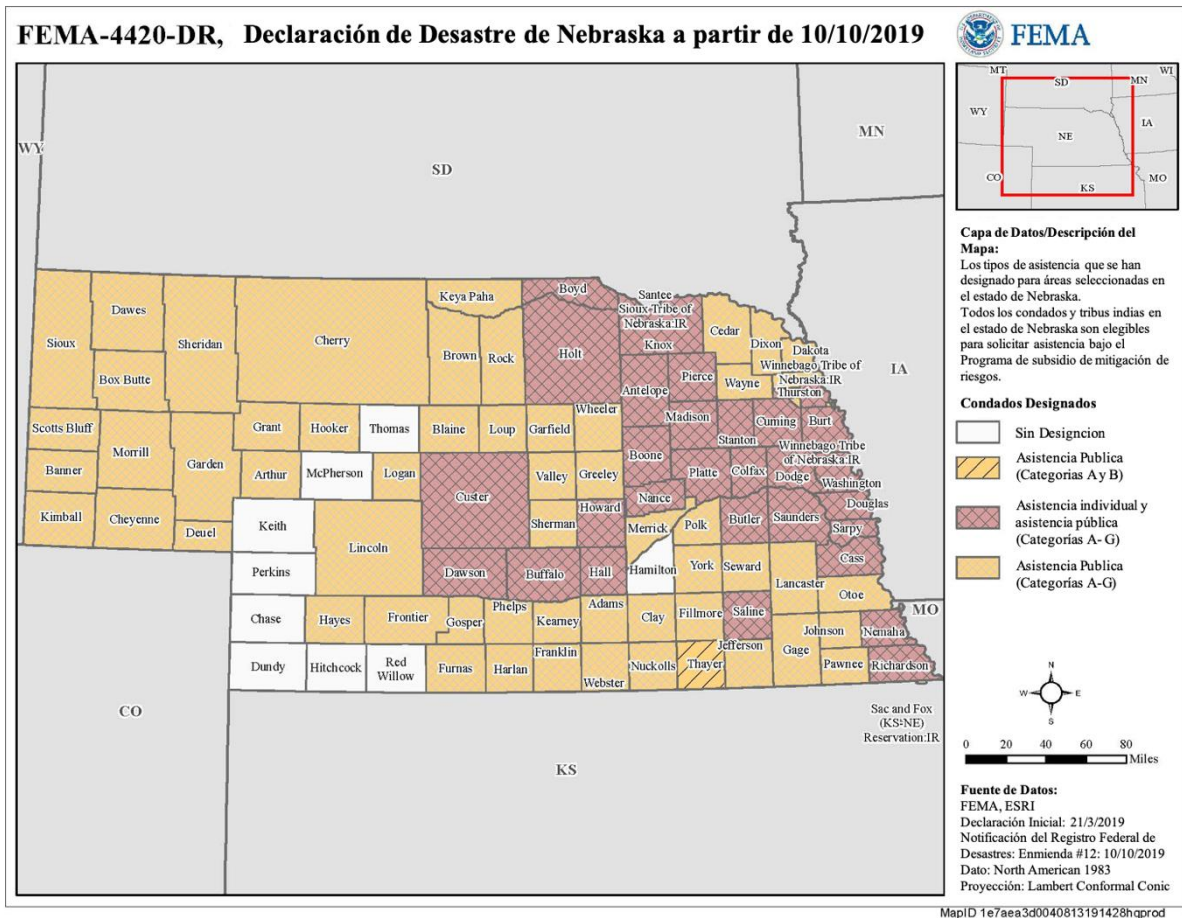 FEMA-4420-DR, Declaración de Desastre de Nebraska a partir de 10/10/2019
FEMA
MT
SD
MN
WI
WY
NE
IA
CO
KS
MO
WY
SD
MN
IA
MO
CO
KS
Sioux
Dawes
Box Butte
Sheridan
Cherry
Keya Paha
Brown
Rock
Boyd
Holt
Santee
Sioux Tribe of
Nebraska:IR
Knox
Cedar
Dixon
Dakota
Winnebago Tribe of
Nebraska:IR
Thurston
Antelope
Pierce
Wayne
Scotts Bluff
Banner
Kimball
Morrill
Cheyenne
Garden
Deuel
Grant
Hooker
Thomas
Blaine
Loup
Garfield
Wheeler
Madison
Stanton
Cuming
Burt
Winnebago Tribe
of Nebraska:IR
Arthur
McPherson
Logan
Custer
Valley
Greeley
Boone
Platte
Colfax
Dodge
Washington
Keith
Lincoln
Sherman
Howard
Nance
Merrick
Polk
Butler
Saunders
Douglas
Sarpy
Cass
Perkins
Dawson
Buffalo
Hall
Hamilton
York
Seward
Lancaster
Otoe
Chase
Hayes
Frontier
Gosper
Phelps
Kearney
Adams
Clay
Fillmore
Saline
Johnson
Nemaha
Dundy
Hitchcock
Red
Willow
Furnas
Harlan
Franklin
Webster
Nuckolls
Thayer
Jefferson
Gage
Pawnee
Richardson
Sac and Fox
(KS-NE)
Reservation:IR
Capa de Datos/Descripción del
Mapa:
Los tipos de asistencia que se han
designado para áreas seleccionadas en
el estado de Nebraska.
Todos los condados y tribus indias en
el estado de Nebraska son elegibles
para solicitar asistencia bajo el
Programa de subsidio de mitigación de
riesgos.
Condados Designados
Sin Designcion
Asistencia Publica
(Categorias A y B)
Asistencia individual y
asistencia pública
(Categorías A- G)
Asistencia Publica
(Categorías A-G)
N
W
E
S
0 20 40 60 80
Miles
Fuente de Datos:
FEMA, ESRI
Declaración Inicial: 21/3/2019
Notificación del Registro Federal de
Desastres: Enmienda #12: 10/10/2019
Dato: North American 1983
Proyección: Lambert Conformal Conic
MapID 1e7aea3d0040813191428hqprod